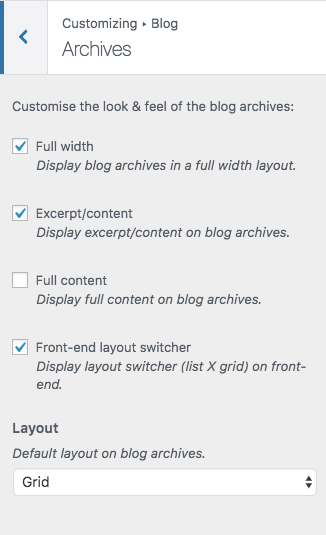 Customizing ▸ Blog
Archives
Customise the look & feel of the blog archives:
Full width
Display blog archives in a full width layout.
Excerpt/content
Display excerpt/content on blog archives.
Full content
Display full content on blog archives.
Front-end layout switcher
Display layout switcher (list X grid) on front-
end.
Layout
Default layout on blog archives.
Grid